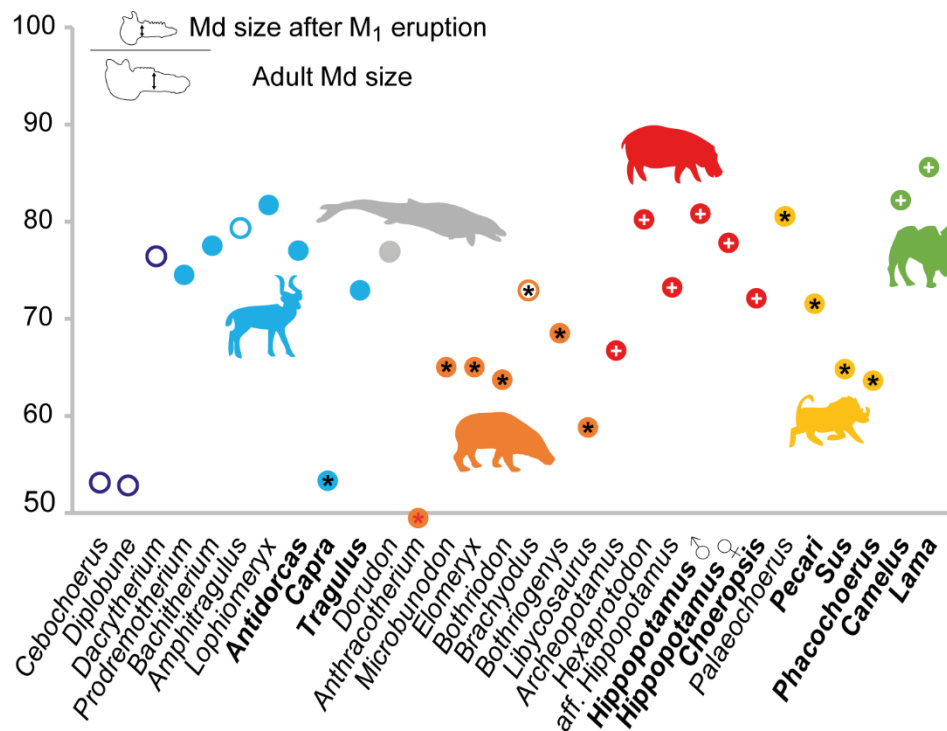 100
90
80
70
60
50
Md size after M1 eruption
Adult Md size
Cebochoerus
Diplobune
Dacrytherium
Prodremotherium
Bachitherium
Amphitragulus
Lophiomeryx
Antidorcas
Capra
Tragulus
Dorudon
Anthracotherium
Microbunodon
Elomeryx
Bothriodon
Brachyodus
Bothriogenys
Libycosaurus
Archeopotamus
Hexaprotodon
aff. Hippopotamus
Hippopotamus ♂
Hippopotamus ♀
Choeropsis
Palaeochoerus
Pecari
Sus
Phacochoerus
Camelus
Lama